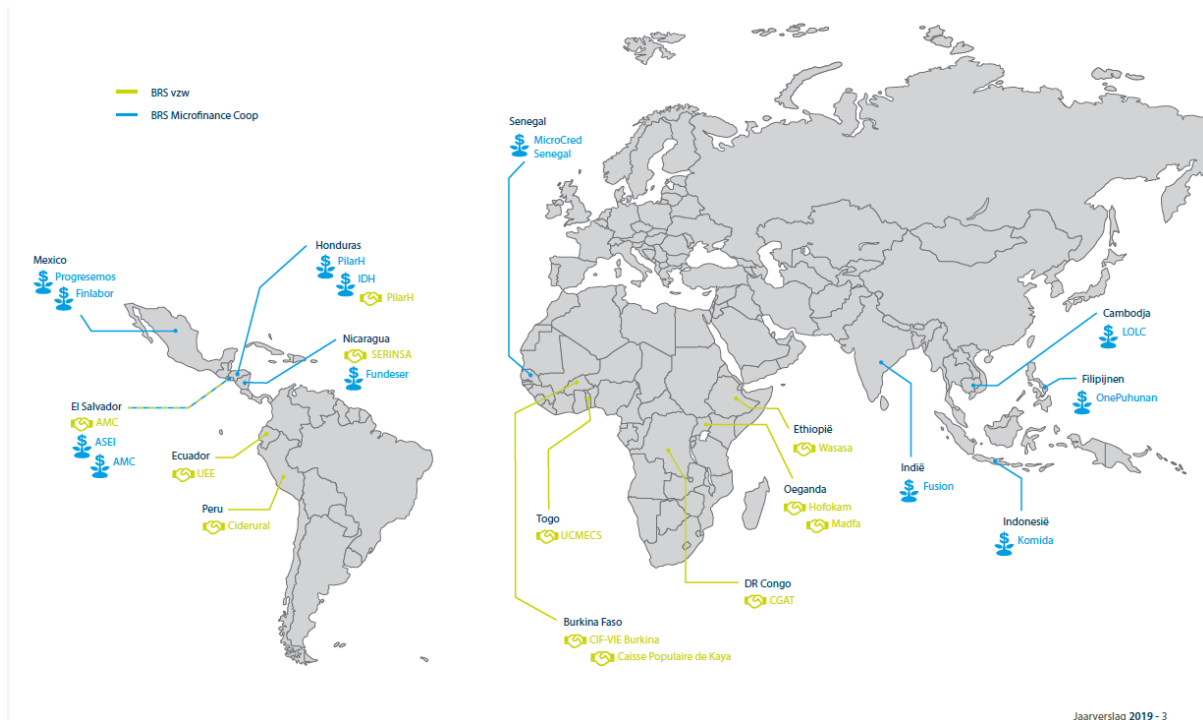 BRS vzw
BRS Microfinance Coop
Senegal
MicroCred
Senegal
Mexico
Progresemos
Finlabor
Honduras
PilarH
IDH
PilarH
Nicaragua
SERINSA
Fundeser
El Salvador
AMC
ASEI
AMC
Ecuador
UEE
Peru
Ciderural
Togo
UCMECS
Burkina Faso
CIF-VIE Burkina
Caisse Populaire de Kaya
DR Congo
CGAT
Ethiopië
Wasasa
Oeganda
Hofokam
Madfa
Indië
Fusion
Cambodja
LOLC
Filipijnen
OnePuhunan
Indonesië
Komida
Jaarverslag 2019 - 3